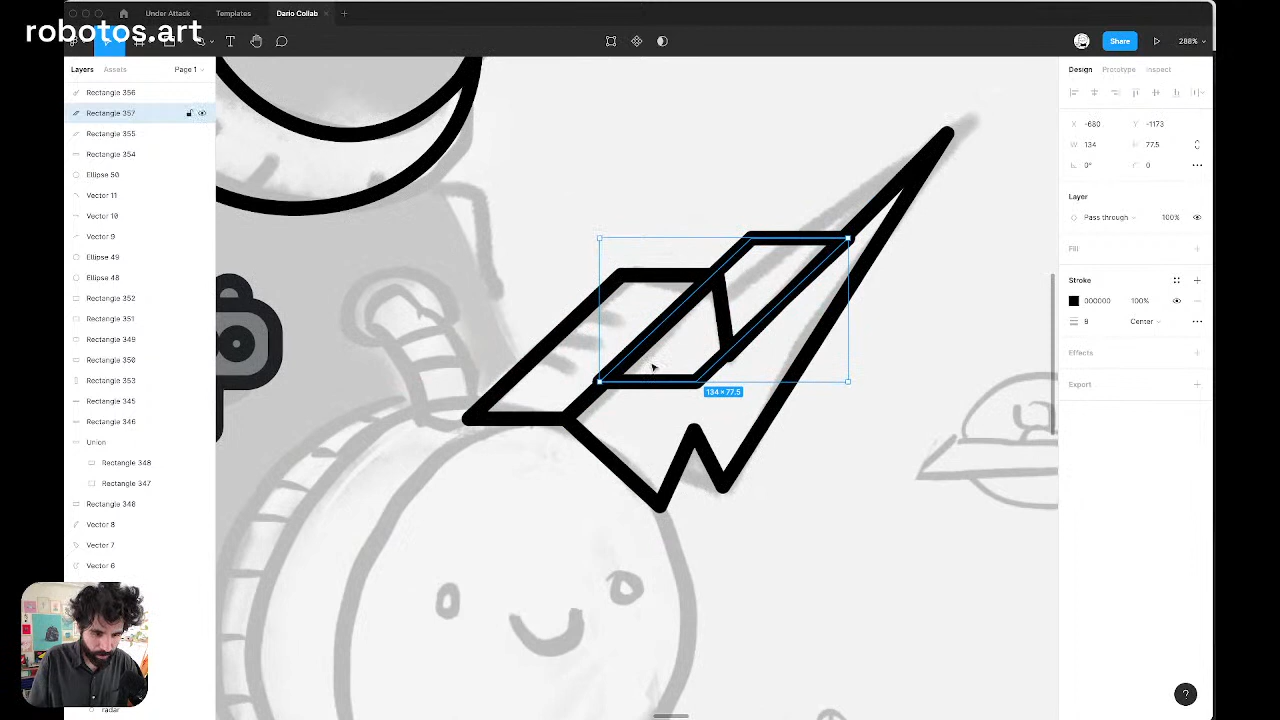 robotos.art
Under Attack
Templates
Dario Collab
Share
288%
Layers
Assets
Page 1
Design
Prototype
Inspect
Rectangle 356
Rectangle 357
Rectangle 355
Rectangle 354
Ellipse 50
Vector 11
Vector 10
Vector 9
Ellipse 49
Ellipse 48
Rectangle 352
Rectangle 351
Rectangle 349
Rectangle 350
Rectangle 353
Rectangle 345
Rectangle 346
Union
Rectangle 348
Rectangle 347
Rectangle 348
Vector 8
Vector 7
Vector 6
radar
134 × 77.5
X -680
Y -1173
W 134
H 77.5
0°
0
Layer
Pass through
100%
Fill
Stroke
000000
100%
8
Center
Effects
Export
?